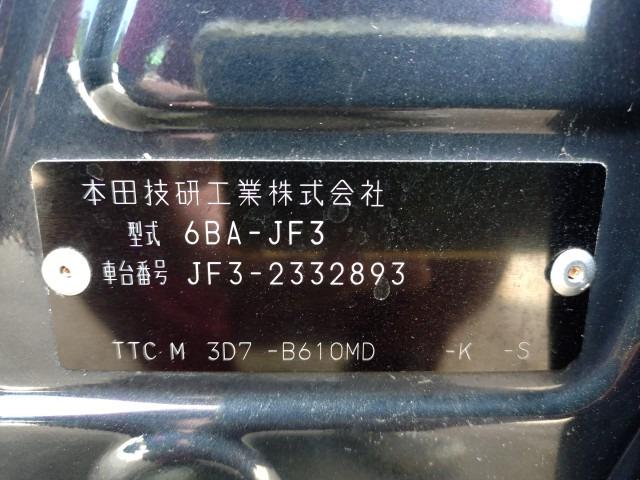 本田技研工業株式会社
型式 6BA-JF3
車台番号 JF3-2332893
TTC M 3D7 -B610MD -K -S